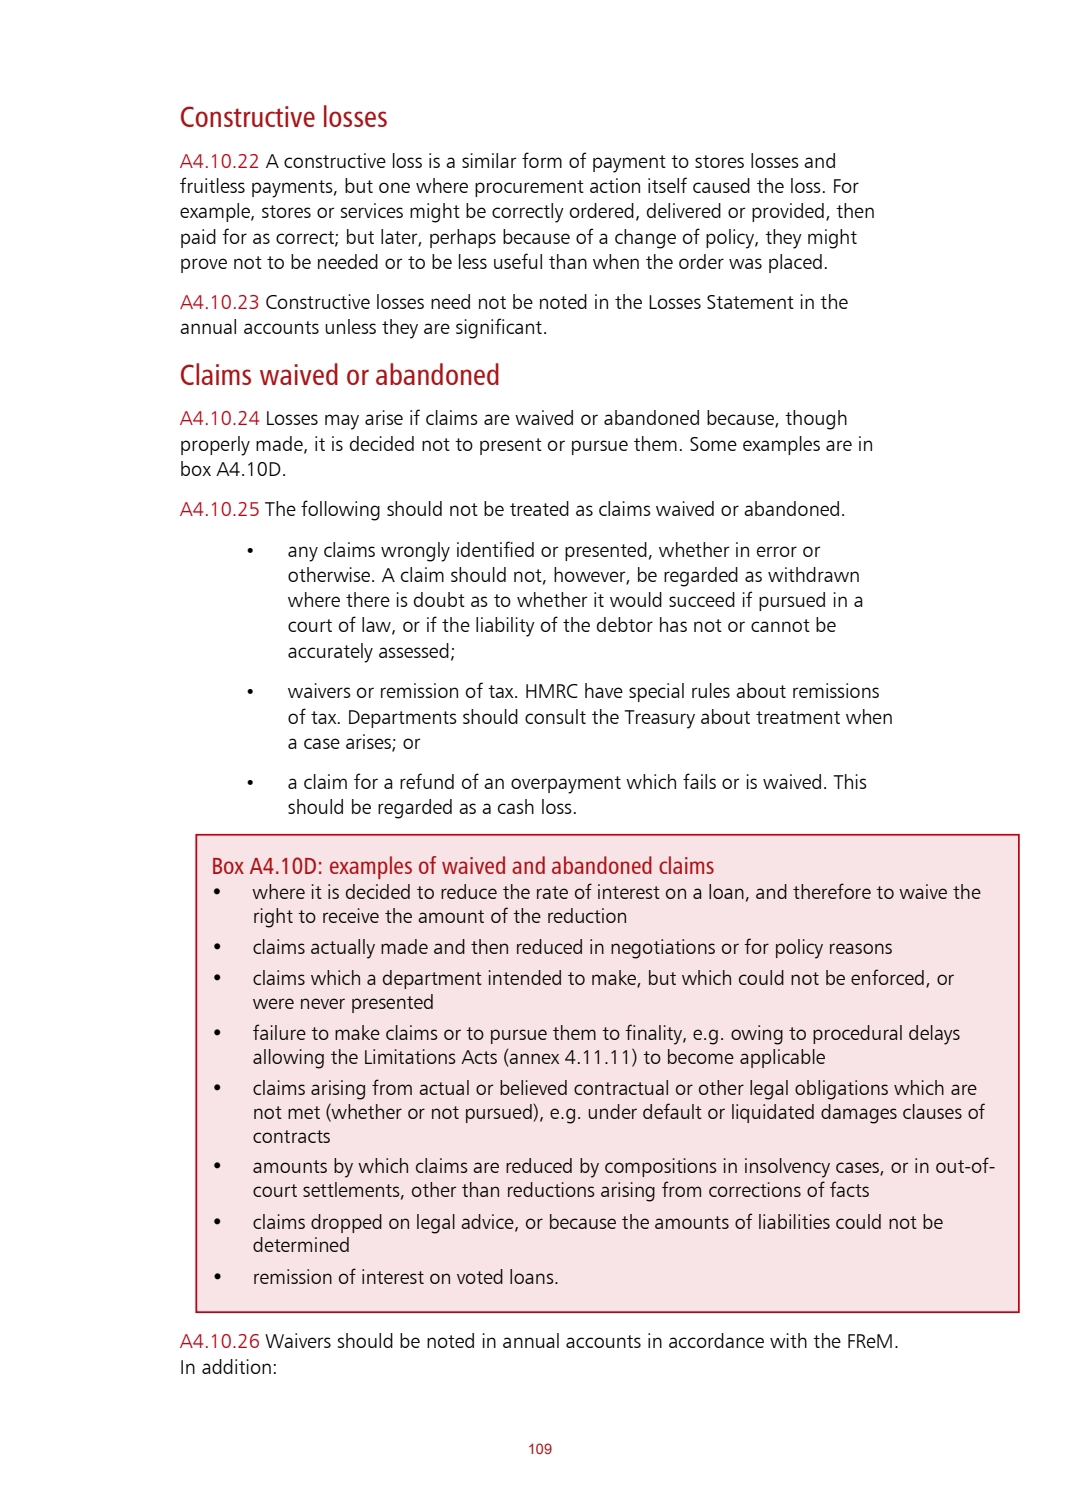 Constructive losses
A4.10.22 A constructive loss is a similar form of payment to stores losses and
fruitless payments, but one where procurement action itself caused the loss. For
example, stores or services might be correctly ordered, delivered or provided, then
paid for as correct; but later, perhaps because of a change of policy, they might
prove not to be needed or to be less useful than when the order was placed.
A4.10.23 Constructive losses need not be noted in the Losses Statement in the
annual accounts unless they are significant.
Claims waived or abandoned
A4.10.24 Losses may arise if claims are waived or abandoned because, though
properly made, it is decided not to present or pursue them. Some examples are in
box A4.10D.
A4.10.25 The following should not be treated as claims waived or abandoned.
• any claims wrongly identified or presented, whether in error or
otherwise. A claim should not, however, be regarded as withdrawn
where there is doubt as to whether it would succeed if pursued in a
court of law, or if the liability of the debtor has not or cannot be
accurately assessed;
• waivers or remission of tax. HMRC have special rules about remissions
of tax. Departments should consult the Treasury about treatment when
a case arises; or
• a claim for a refund of an overpayment which fails or is waived. This
should be regarded as a cash loss.
Box A4.10D: examples of waived and abandoned claims
• where it is decided to reduce the rate of interest on a loan, and therefore to waive the
right to receive the amount of the reduction
• claims actually made and then reduced in negotiations or for policy reasons
• claims which a department intended to make, but which could not be enforced, or
were never presented
• failure to make claims or to pursue them to finality, e.g. owing to procedural delays
allowing the Limitations Acts (annex 4.11.11) to become applicable
• claims arising from actual or believed contractual or other legal obligations which are
not met (whether or not pursued), e.g. under default or liquidated damages clauses of
contracts
• amounts by which claims are reduced by compositions in insolvency cases, or in out-of-
court settlements, other than reductions arising from corrections of facts
• claims dropped on legal advice, or because the amounts of liabilities could not be
determined
• remission of interest on voted loans.
A4.10.26 Waivers should be noted in annual accounts in accordance with the FReM.
In addition:
109